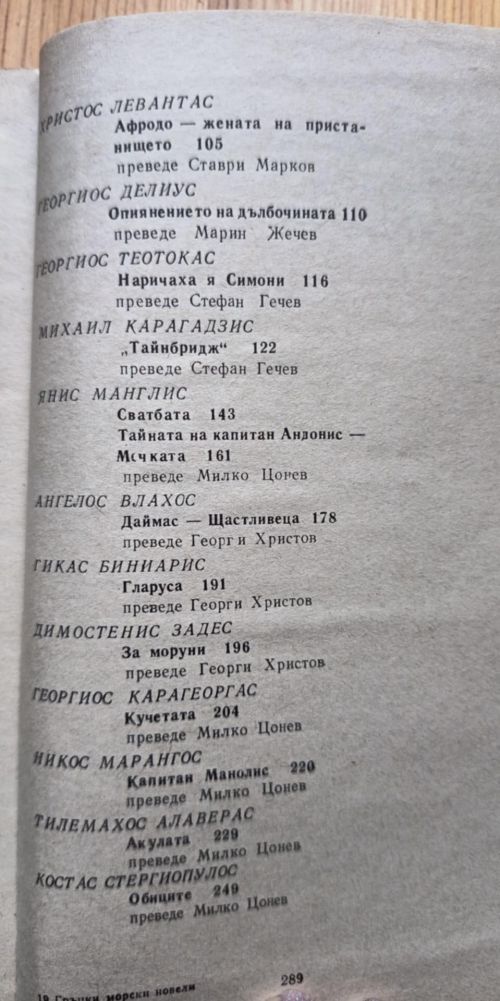 ХРИСТОС ЛЕВАНТАС
Афродо — жената на приста-
нището 105
преведе Ставри Марков
ГЕОРГИОС ДЕЛИУС
Опиянението на дълбочината 110
преведе Марин Жечев
ГЕОРГИОС ТЕОТОКАС
Наричаха я Симони 116
преведе Стефан Гечев
МИХАИЛ КАРАГАДЗИС
„Тайнбридж“ 122
преведе Стефан Гечев
ЯНИС МАНГЛИС
Сватбата 143
Тайната на капитан Андонис —
Мечката 161
преведе Милко Цонев
АНГЕЛОС ВЛАХОС
Даймас — Щастливеца 178
преведе Георги Христов
ГИКАС БИНИАРИС
Гларуса 191
преведе Георги Христов
ДИМОСТЕНИС ЗАДЕС
За моруни 196
преведе Георги Христов
ГЕОРГИОС КАРАГЕОРГАС
Кучетата 204
преведе Милко Цонев
НИКОС МАРАНГОС
Капитан Манолис 220
преведе Милко Цонев
ТИЛЕМАХОС АЛАВЕРАС
Акулата 229
преведе Милко Цонев
КОСТАС СТЕРГИОПУЛОС
Обиците 249
преведе Милко Цонев
19 Гръцки морски новели
289